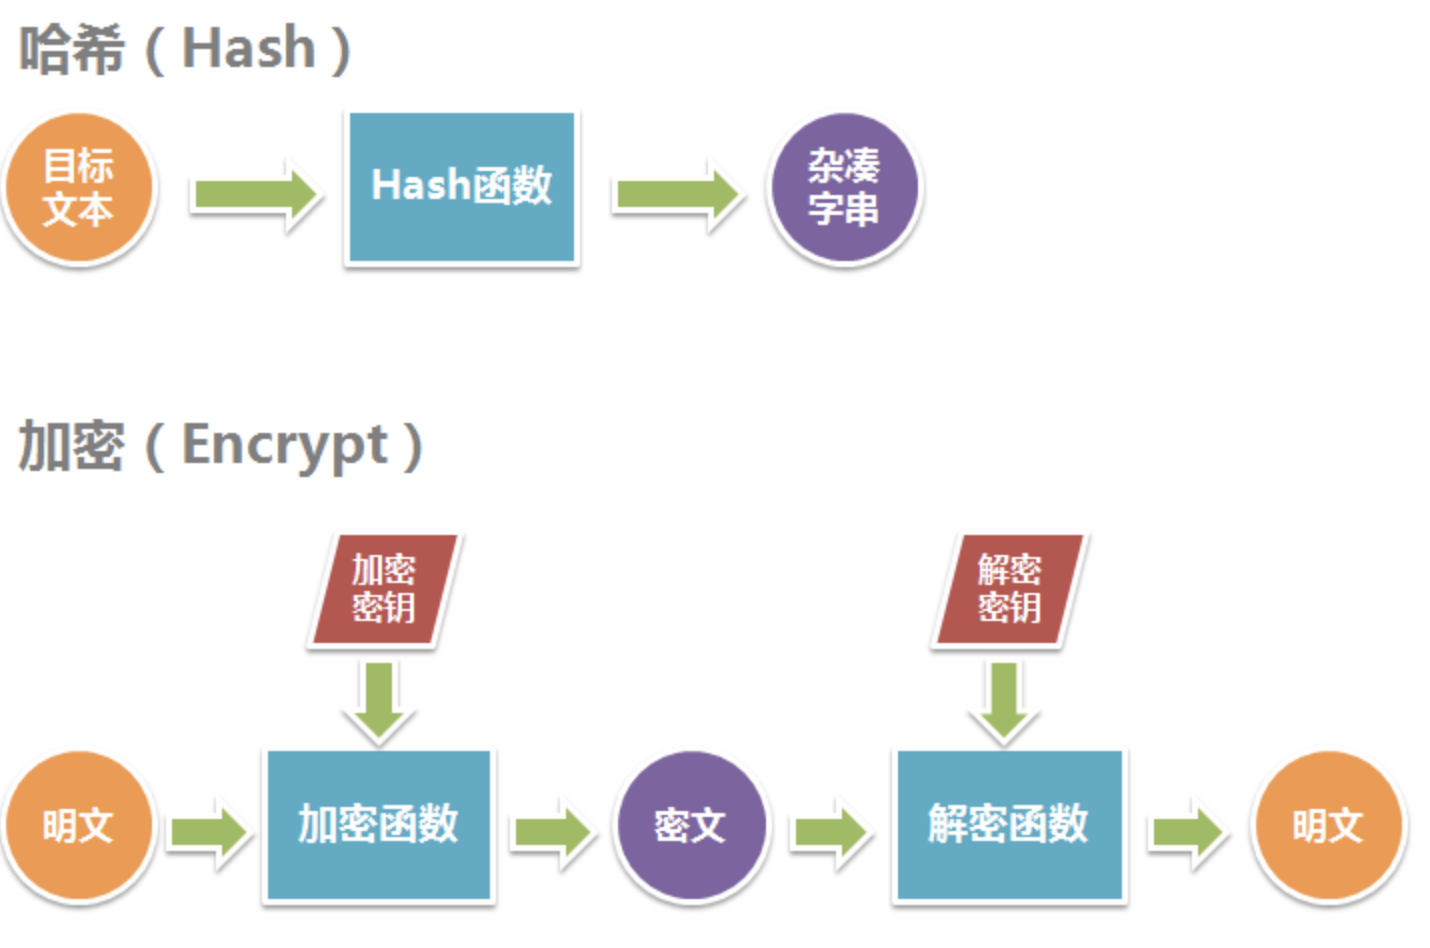 哈希（Hash）
目标
文本
Hash函数
杂凑
字串
加密（Encrypt）
加密
密钥
解密
密钥
明文
加密函数
密文
解密函数
明文